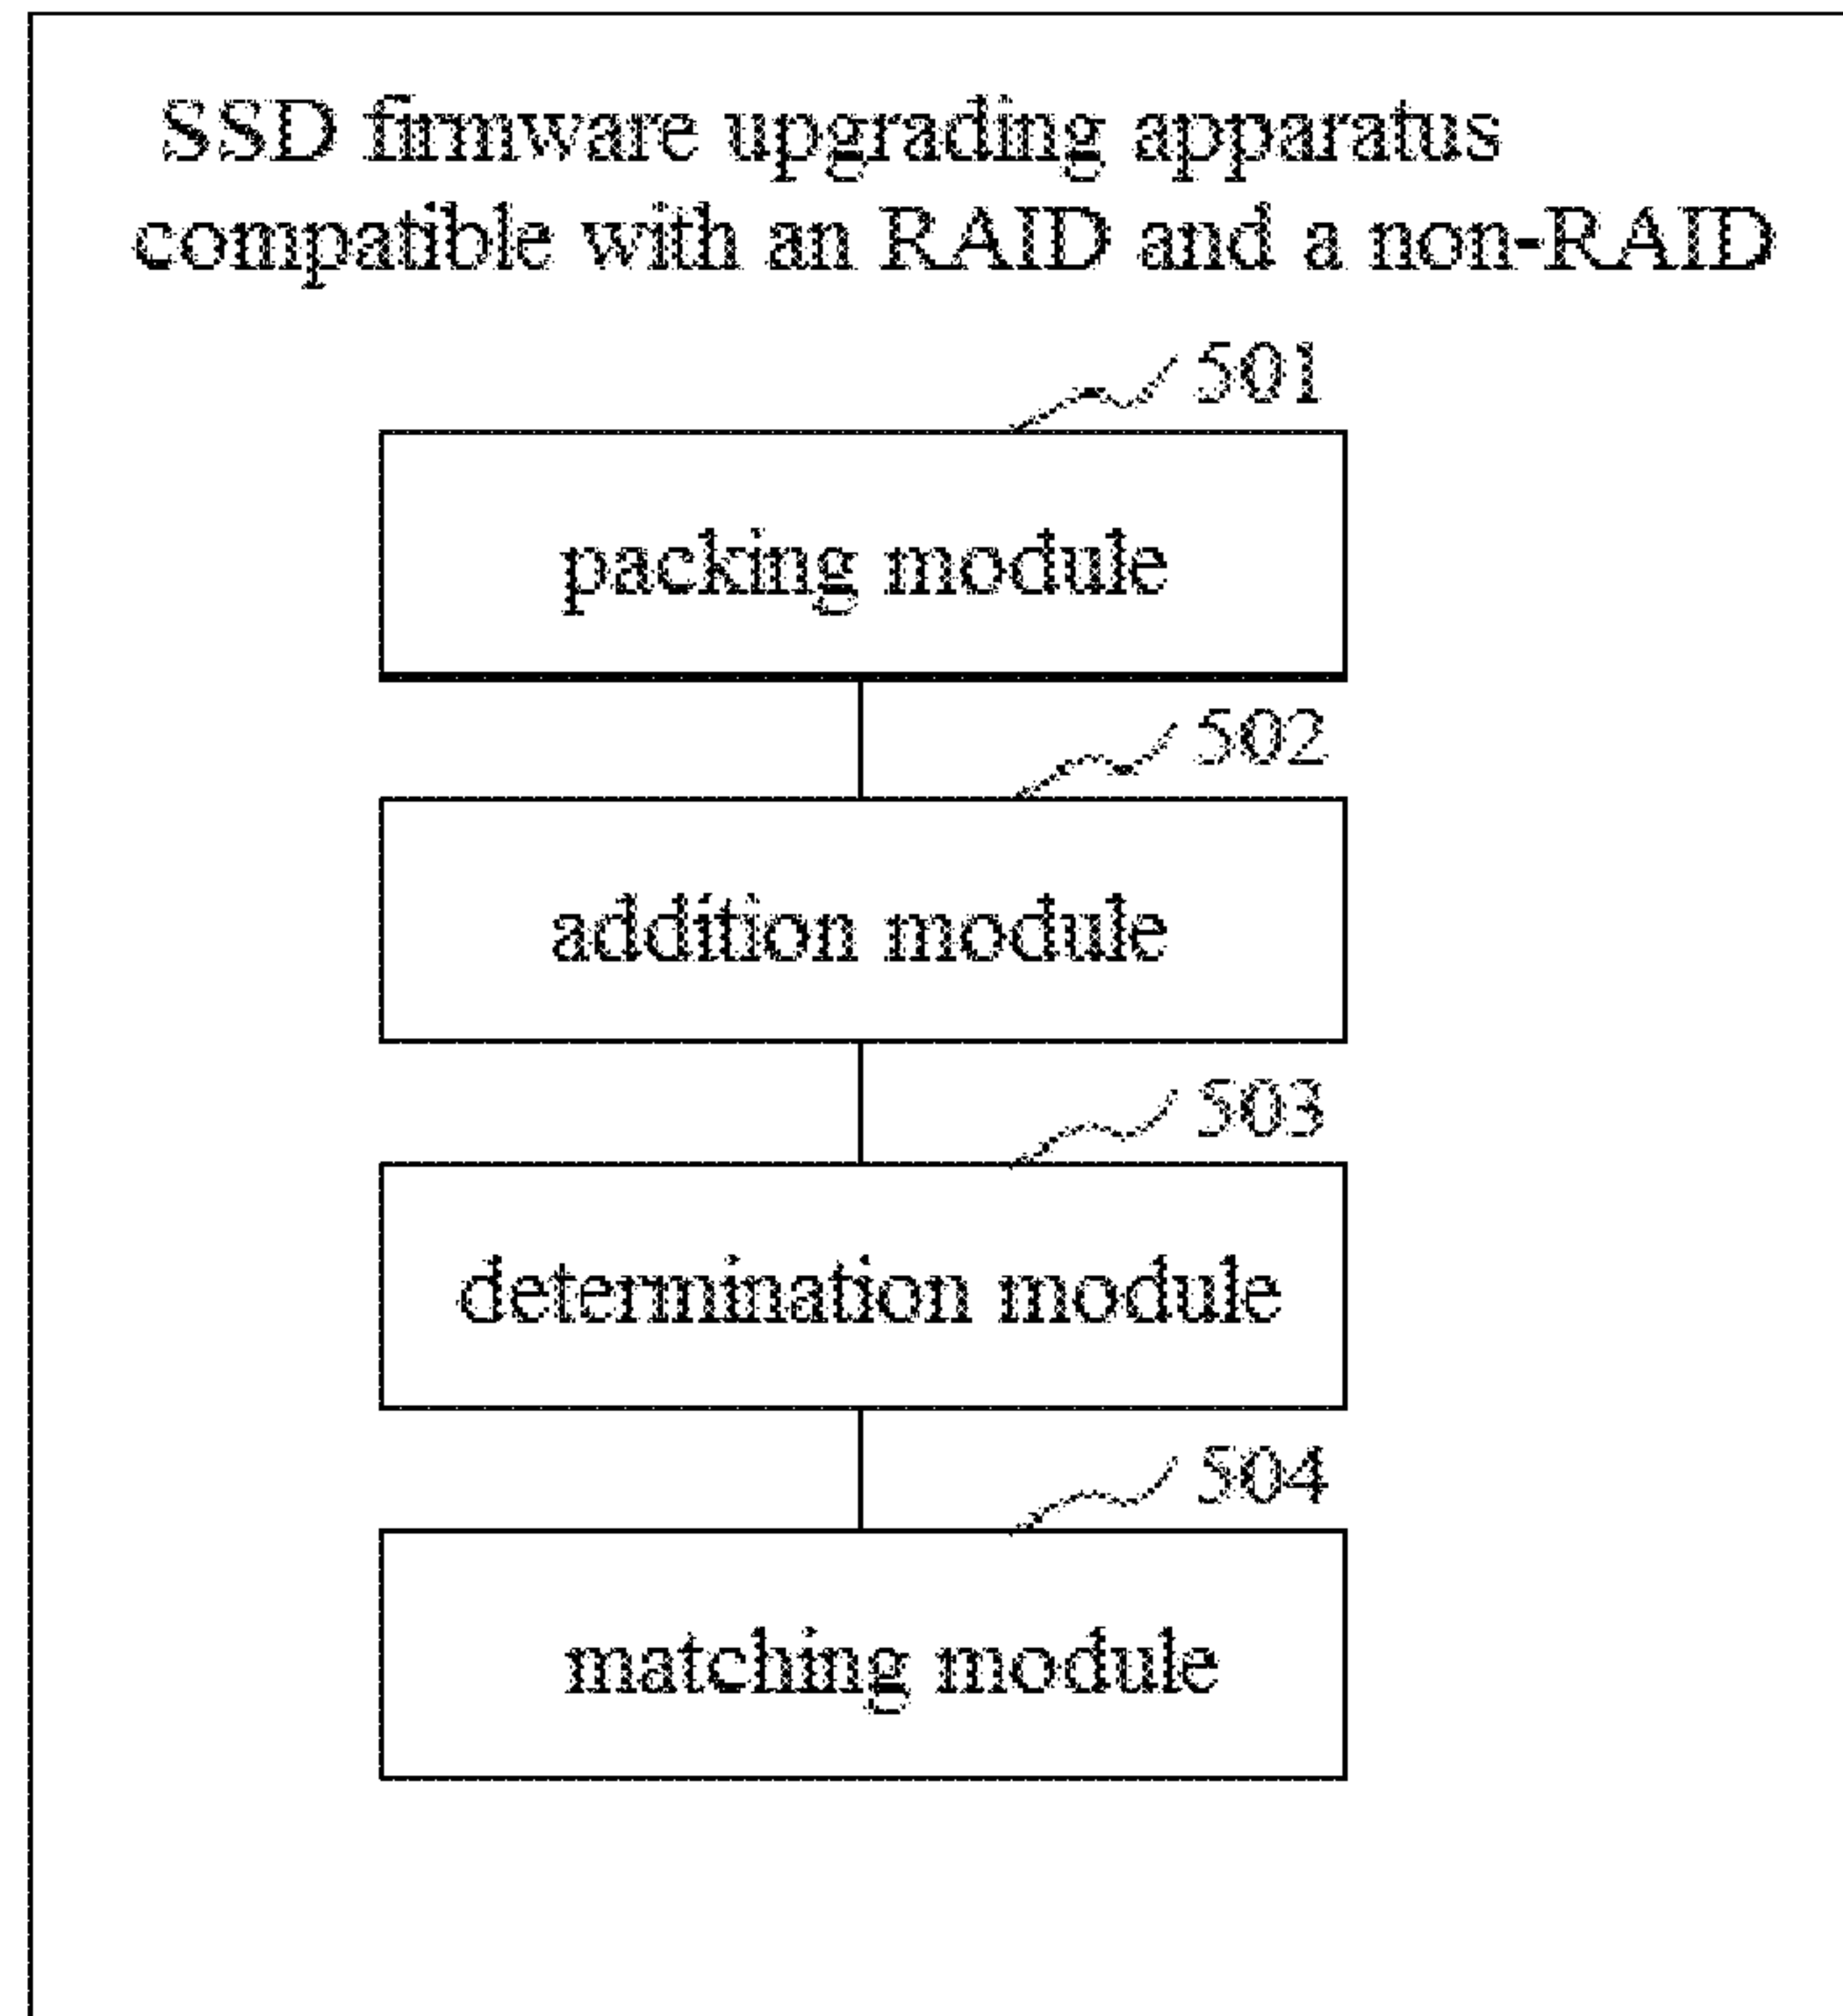 SSD firmware upgrading apparatus
compatible with an RAID and a non-RAID
501
packing module
502
addition module
503
determination module
504
matching module